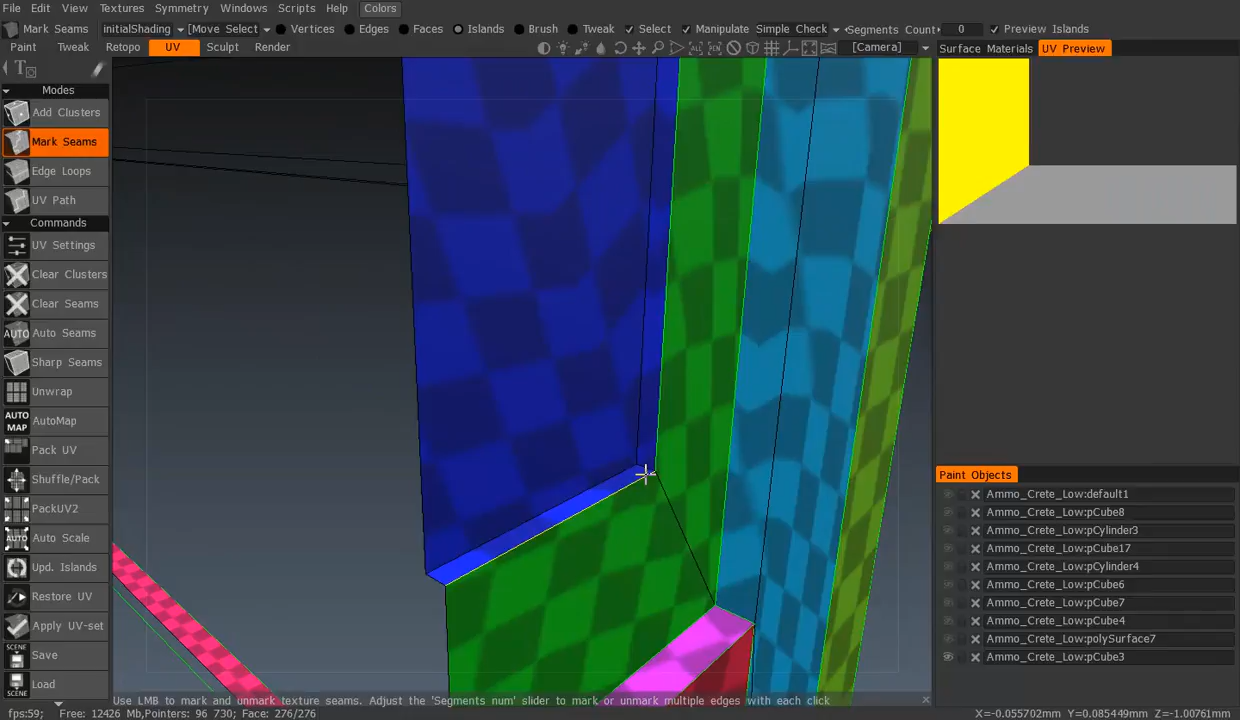 File Edit View Textures Symmetry Windows Scripts Help Colors
Mark Seams initialShading [Move Select] Vertices Edges Faces Islands Brush Tweak Select Manipulate Simple Check Segments Count 0 Preview Islands
Paint Tweak Retopo UV Sculpt Render [Camera] Surface Materials UV Preview
Modes
Add Clusters
Mark Seams
Edge Loops
UV Path
Commands
UV Settings
Clear Clusters
Clear Seams
AUTO Auto Seams
Sharp Seams
Unwrap
AUTO MAP AutoMap
Pack UV
Shuffle/Pack
PackUV2
Auto Scale
Upd. Islands
Restore UV
Apply UV-set
SCENE Save
SCENE Load
Paint Objects
Ammo_Crete_Low:default1
Ammo_Crete_Low:pCube8
Ammo_Crete_Low:pCylinder3
Ammo_Crete_Low:pCube17
Ammo_Crete_Low:pCylinder4
Ammo_Crete_Low:pCube6
Ammo_Crete_Low:pCube7
Ammo_Crete_Low:pCube4
Ammo_Crete_Low:polySurface7
Ammo_Crete_Low:pCube3
Use LMB to mark and unmark texture seams. Adjust the 'Segments num' slider to mark or unmark multiple edges with each click
fps:59; Free: 12426 Mb,Pointers: 96 730; Face: 276/276 X=-0.055702m Y=0.085449m Z=-1.00761m